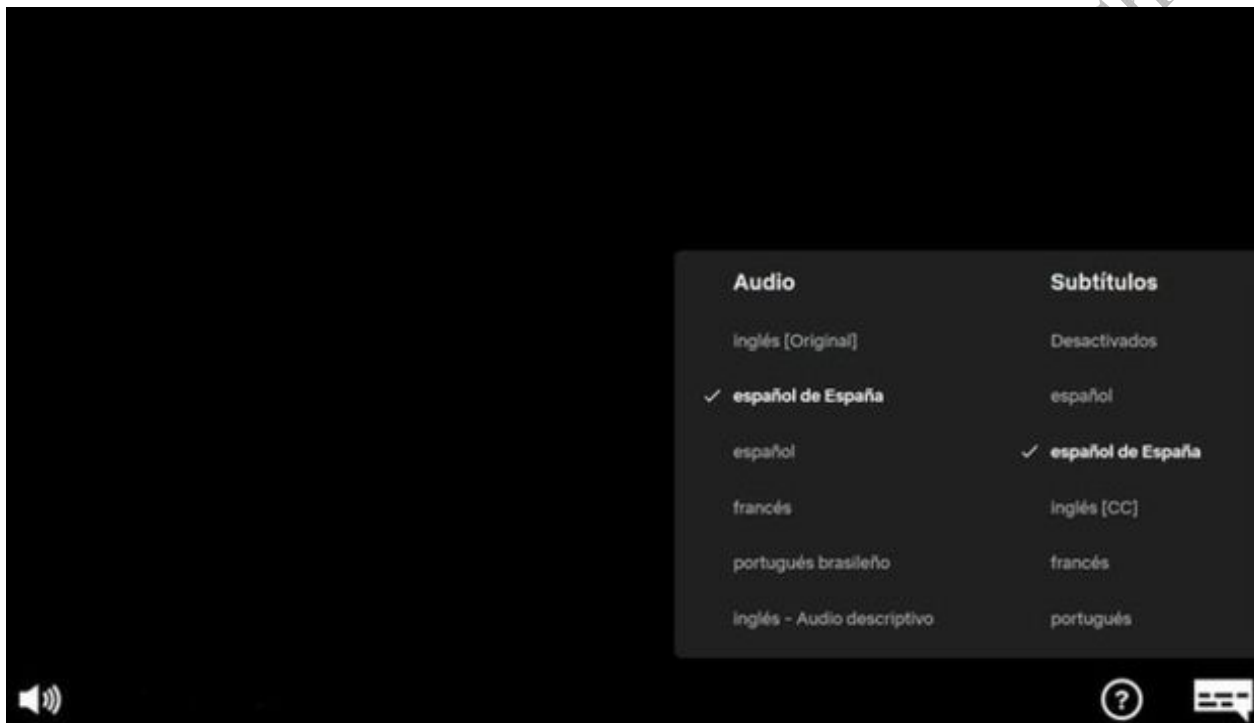 Audio
inglés [Original]
español de España
español
francés
portugués brasileño
inglés - Audio descriptivo
Subtítulos
Desactivados
español
español de España
inglés [CC]
francés
portugués
?